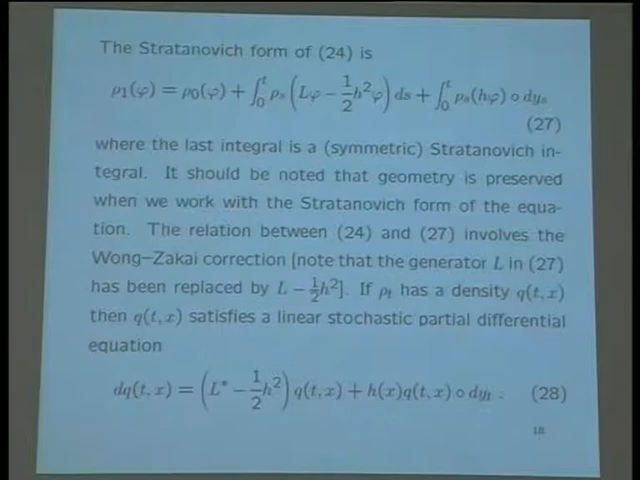 The Stratanovich form of (24) is
ρ₁(φ) = ρ₀(φ) + ∫₀ᵗ ρₛ (Lφ − 1/2 h²φ) ds + ∫₀ᵗ ρₛ(hφ) ∘ dyₛ
(27)
where the last integral is a (symmetric) Stratanovich in-
tegral. It should be noted that geometry is preserved
when we work with the Stratanovich form of the equa-
tion. The relation between (24) and (27) involves the
Wong–Zakai correction [note that the generator L in (27)
has been replaced by L − ½h²]. If ρₜ has a density q(t, x)
then q(t, x) satisfies a linear stochastic partial differential
equation
dq(t, x) = (L* − 1/2 h²) q(t, x) + h(x)q(t, x) ∘ dyₜ . (28)
18